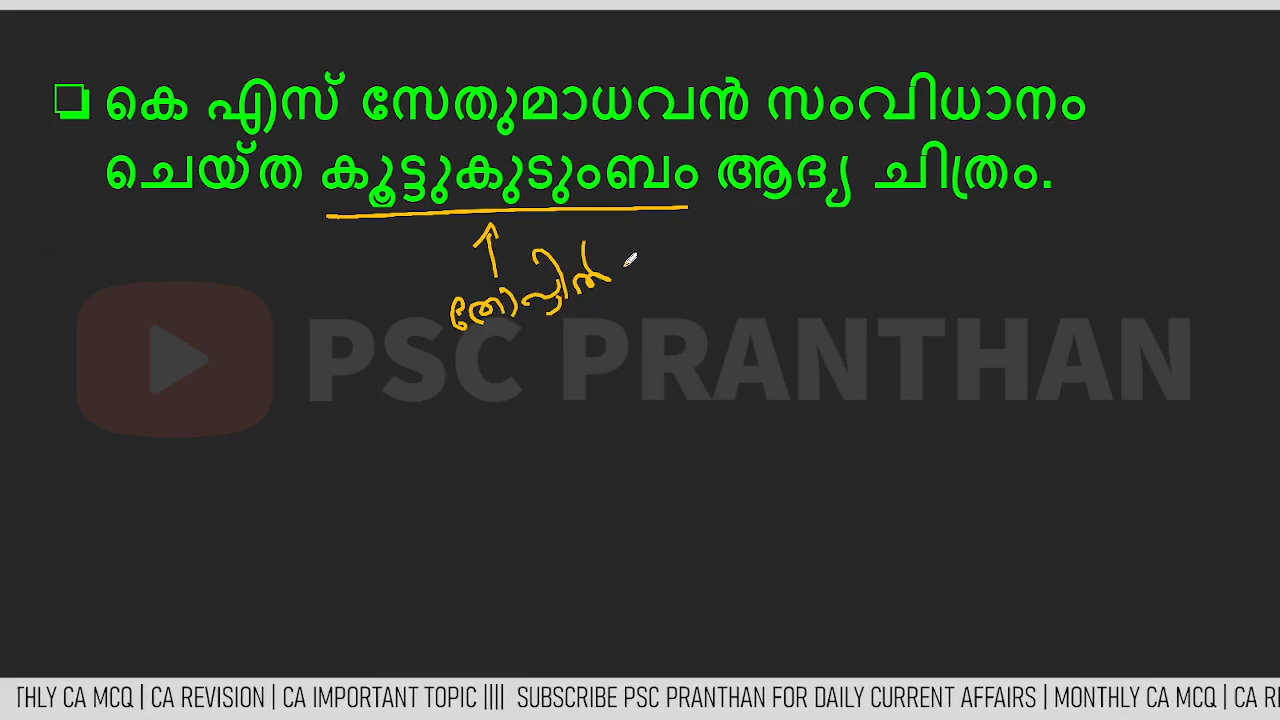 കെ എസ് സേതുമാധവൻ സംവിധാനം
ചെയ്ത കൂട്ടുകുടുംബം ആദ്യ ചിത്രം.
തോപ്പിൽ
PSC PRANTHAN
THLY CA MCQ | CA REVISION | CA IMPORTANT TOPIC |||| SUBSCRIBE PSC PRANTHAN FOR DAILY CURRENT AFFAIRS | MONTHLY CA MCQ | CA RE